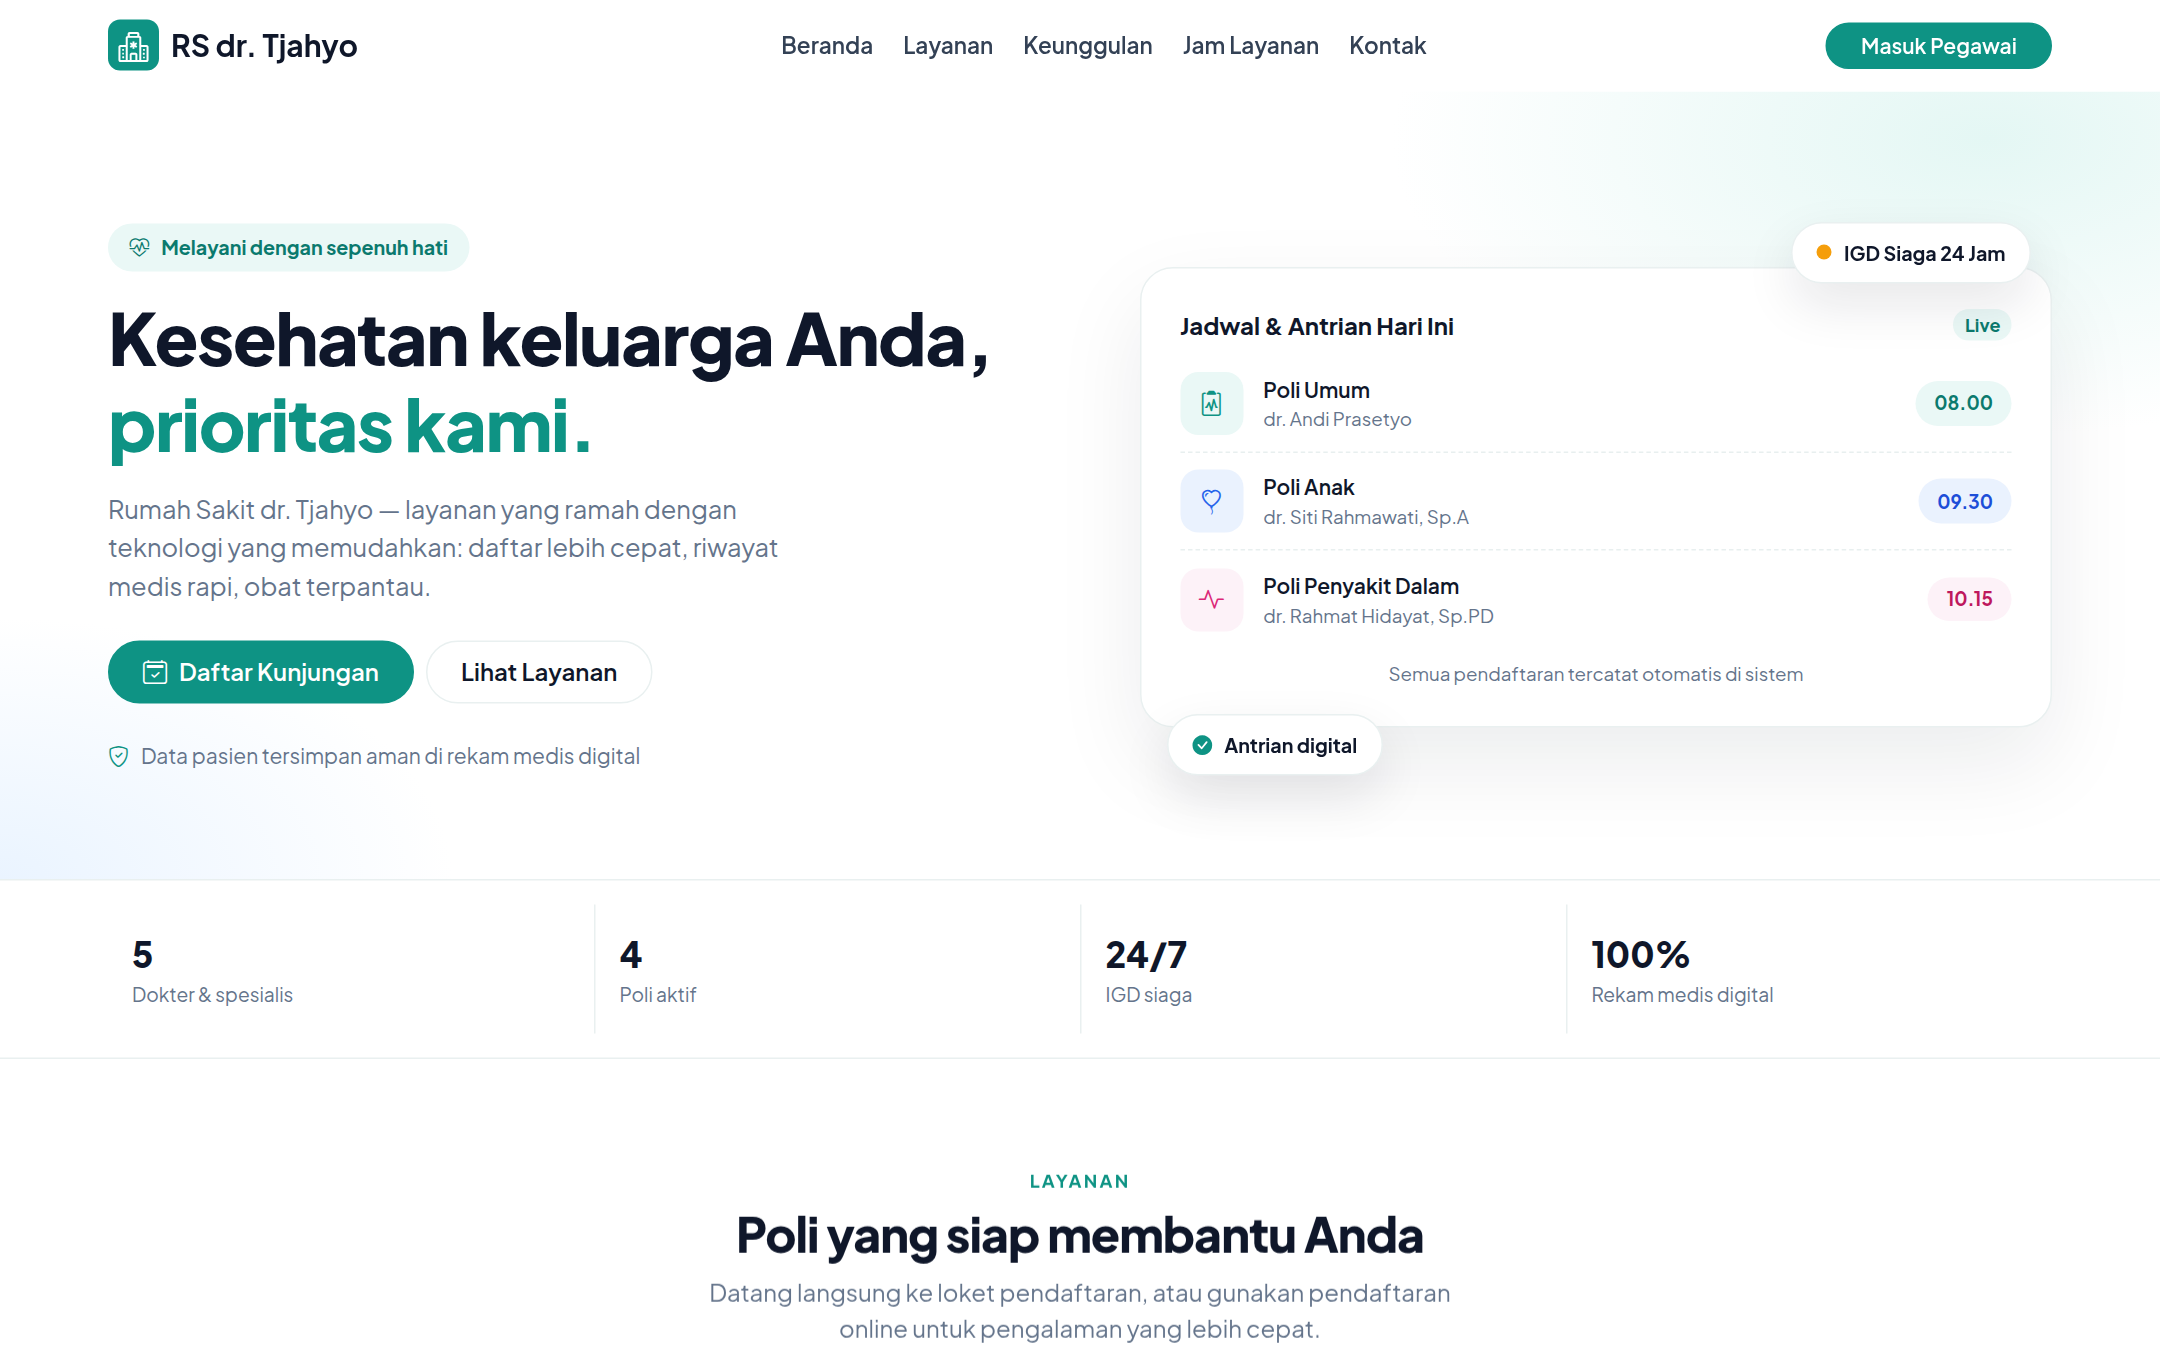 RS dr. Tjahyo
Beranda
Layanan
Keunggulan
Jam Layanan
Kontak
Masuk Pegawai
Melayani dengan sepenuh hati
Kesehatan keluarga Anda,
prioritas kami.
Rumah Sakit dr. Tjahyo — layanan yang ramah dengan
teknologi yang memudahkan: daftar lebih cepat, riwayat
medis rapi, obat terpantau.
Daftar Kunjungan
Lihat Layanan
Data pasien tersimpan aman di rekam medis digital
IGD Siaga 24 Jam
Jadwal & Antrian Hari Ini
Live
Poli Umum
dr. Andi Prasetyo
08.00
Poli Anak
dr. Siti Rahmawati, Sp.A
09.30
Poli Penyakit Dalam
dr. Rahmat Hidayat, Sp.PD
10.15
Semua pendaftaran tercatat otomatis di sistem
Antrian digital
5
Dokter & spesialis
4
Poli aktif
24/7
IGD siaga
100%
Rekam medis digital
LAYANAN
Poli yang siap membantu Anda
Datang langsung ke loket pendaftaran, atau gunakan pendaftaran
online untuk pengalaman yang lebih cepat.